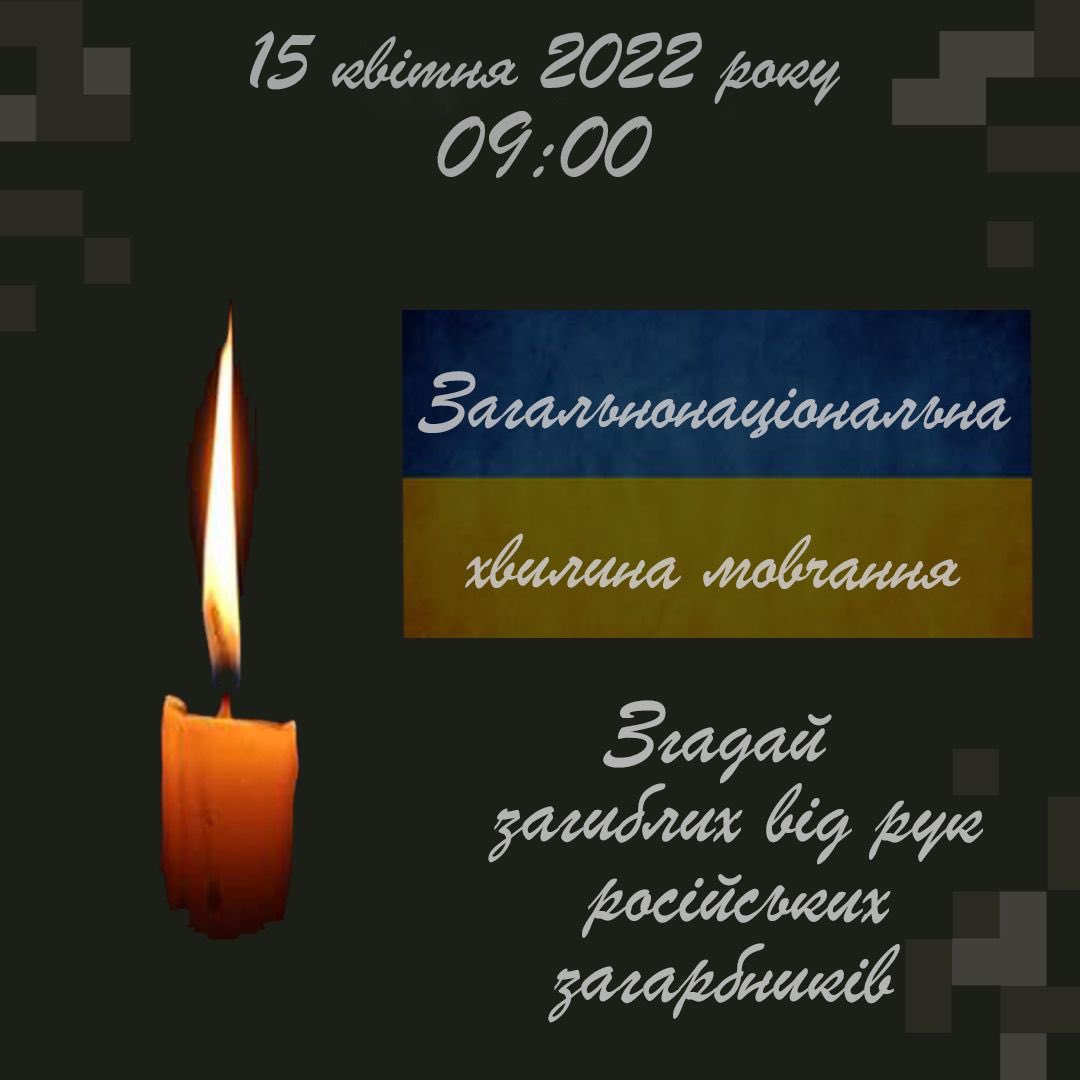 15 квітня 2022 року
09:00
Загальнонаціональна
хвилина мовчання
Згадай
загиблих від рук
російських
загарбників